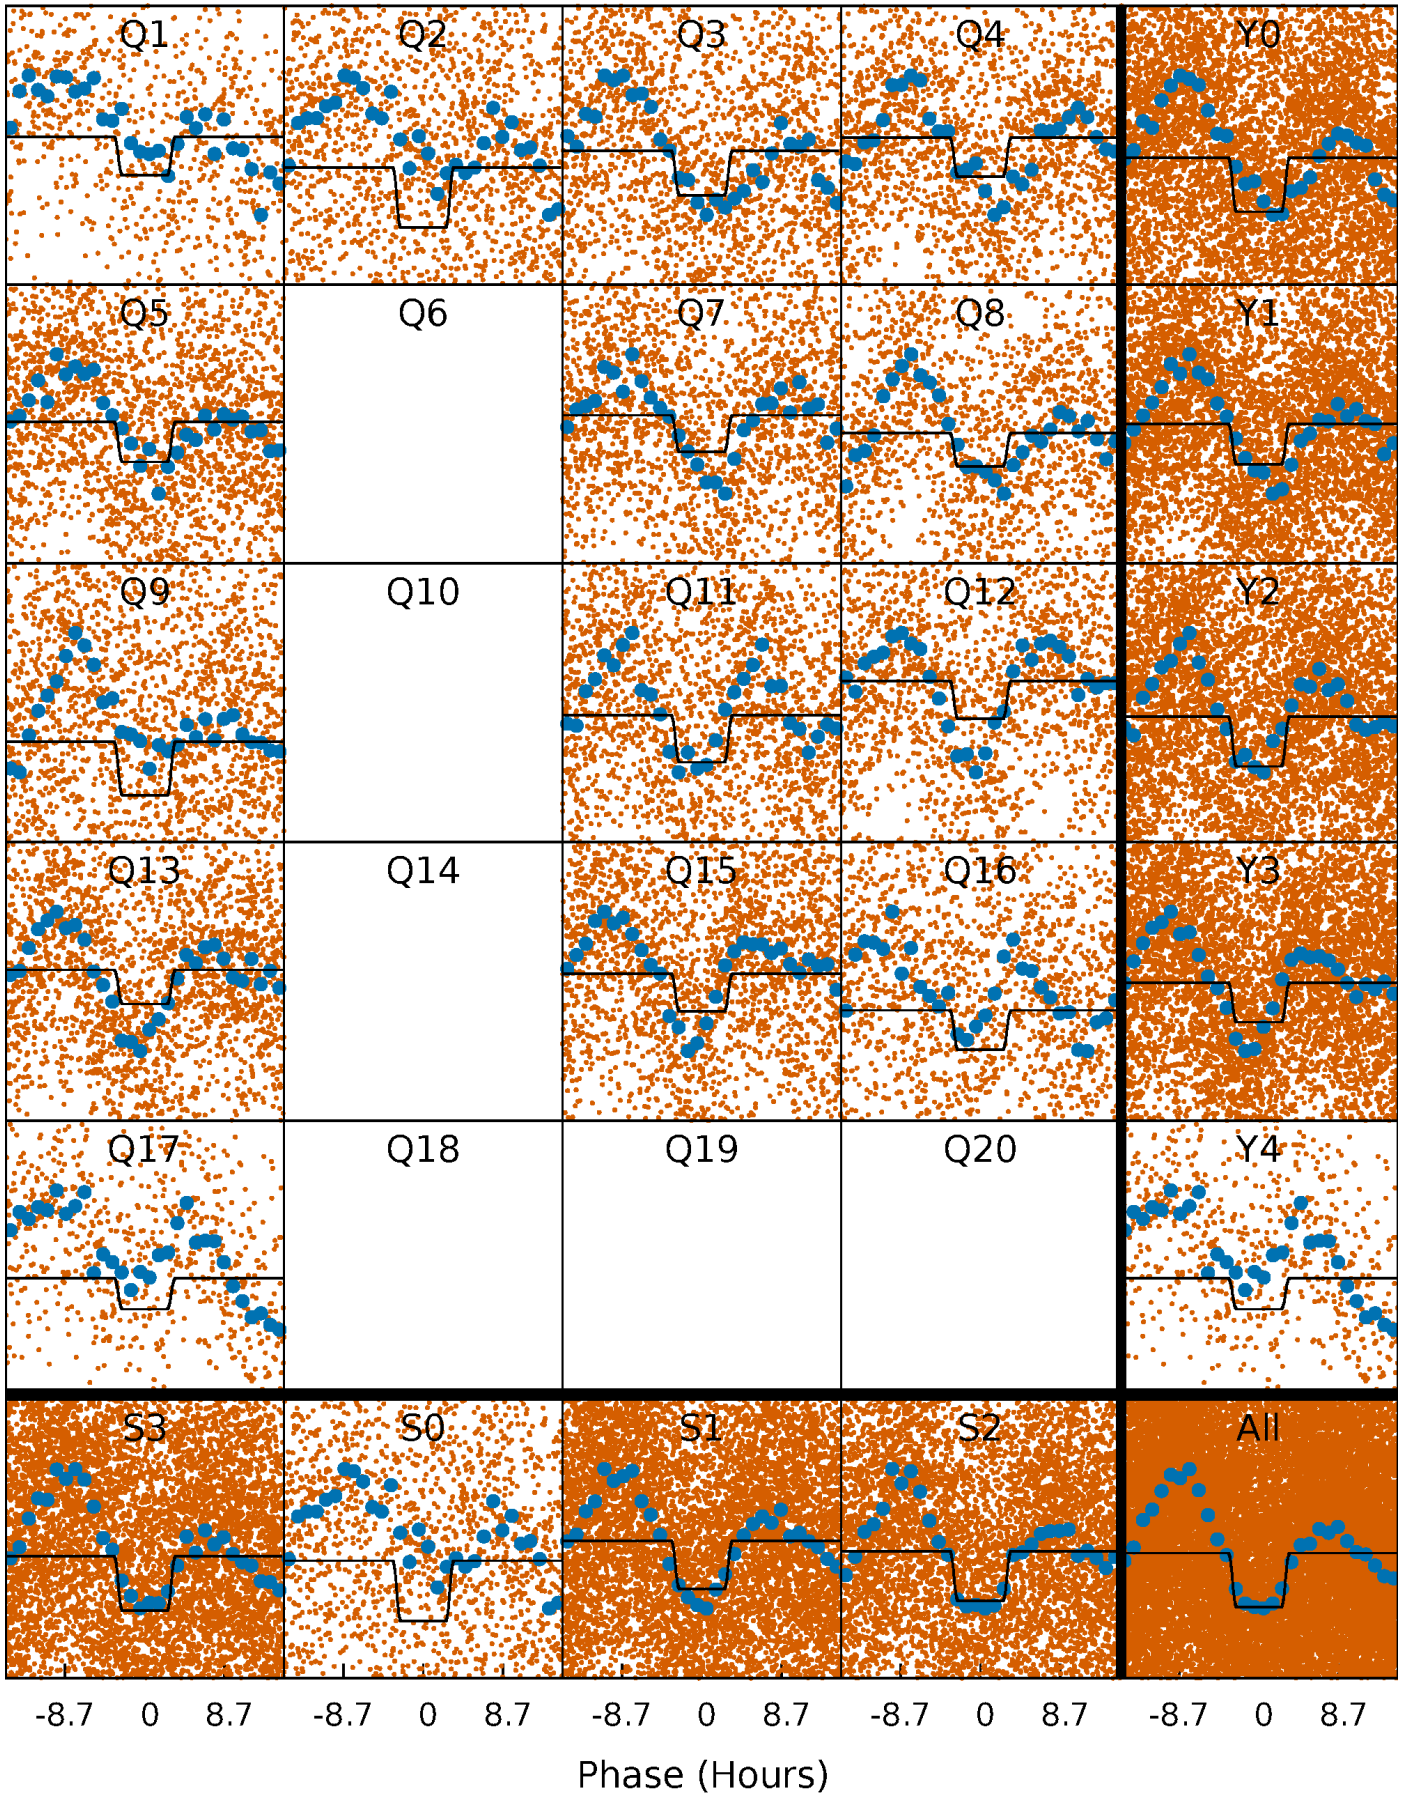 Q1 Q2 Q3 Q4 Y0
Q5 Q6 Q7 Q8 Y1
Q9 Q10 Q11 Q12 Y2
Q13 Q14 Q15 Q16 Y3
Q17 Q18 Q19 Q20 Y4
S3 S0 S1 S2 All
-8.7 0 8.7 -8.7 0 8.7 -8.7 0 8.7 -8.7 0 8.7 -8.7 0 8.7
Phase (Hours)